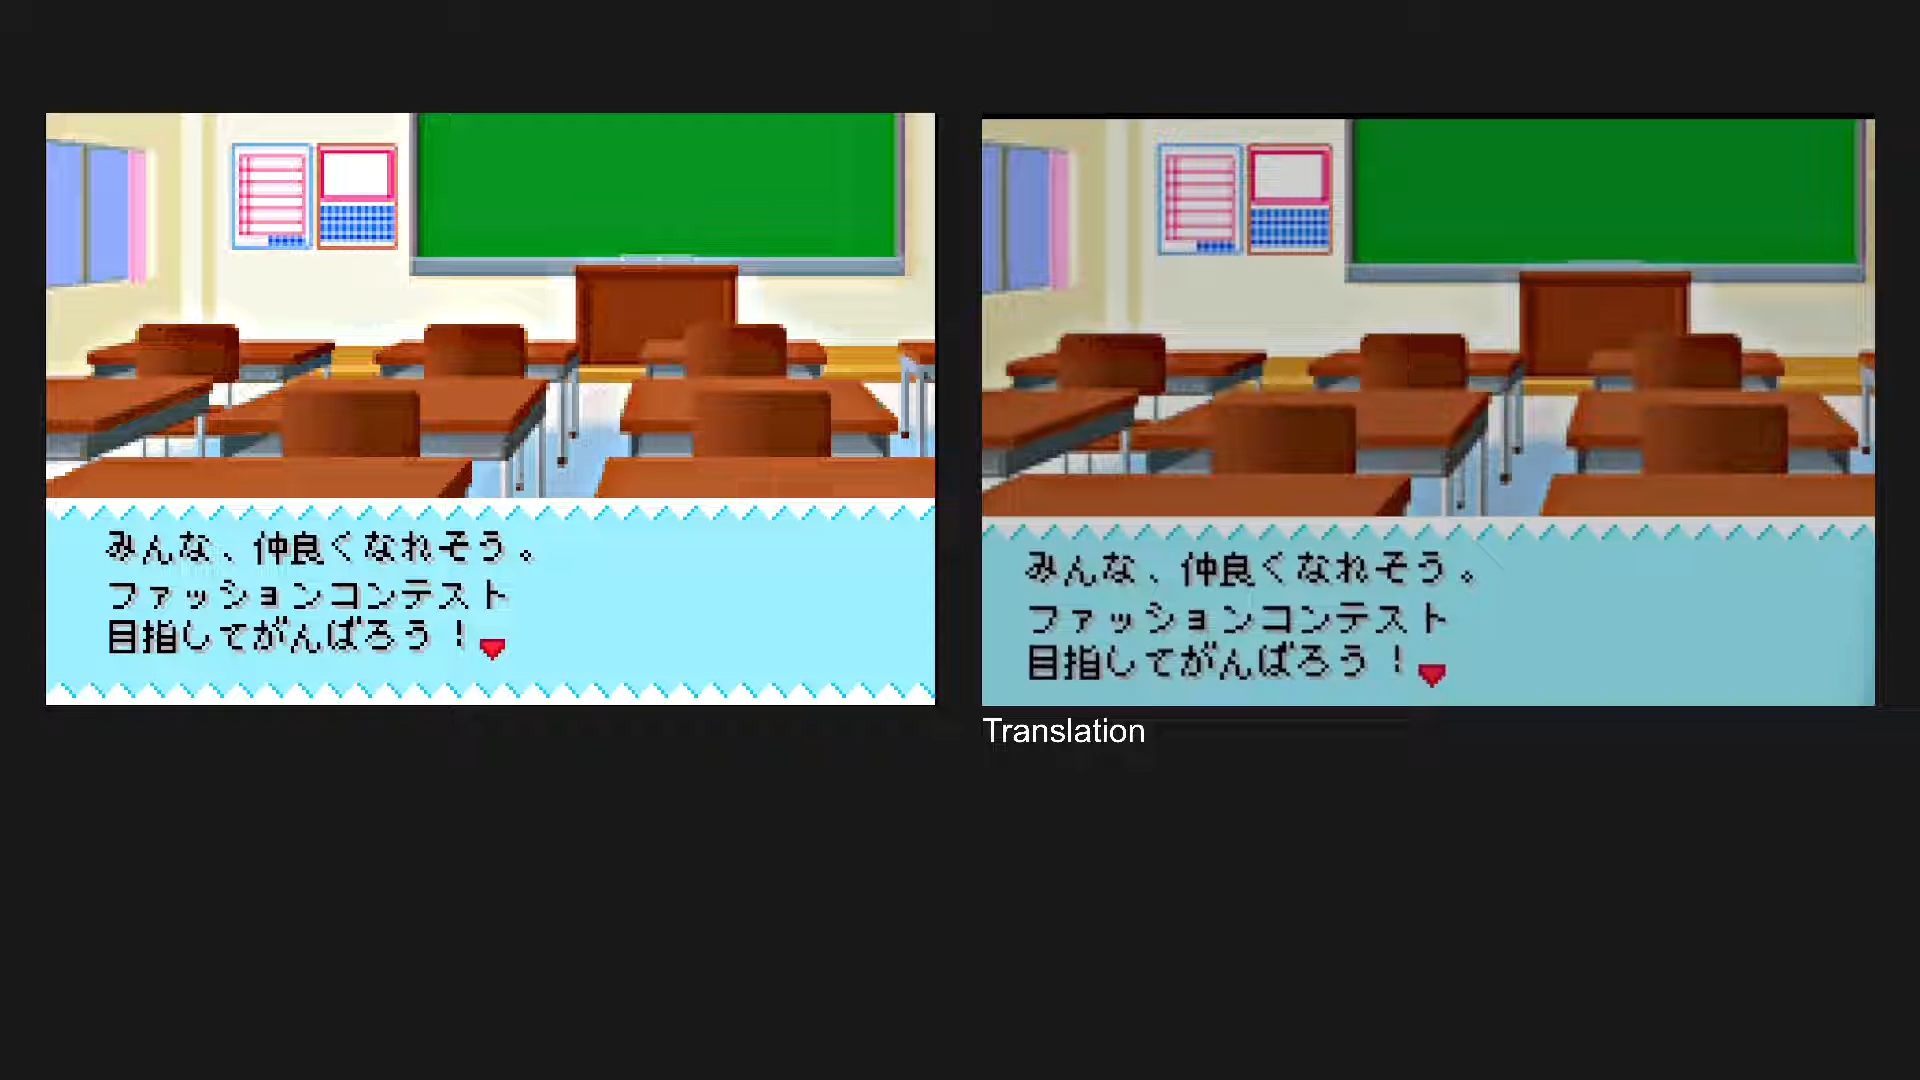 みんな、仲良くなれそう。
ファッションコンテスト
目指してがんばろう！
みんな、仲良くなれそう。
ファッションコンテスト
目指してがんばろう！
Translation